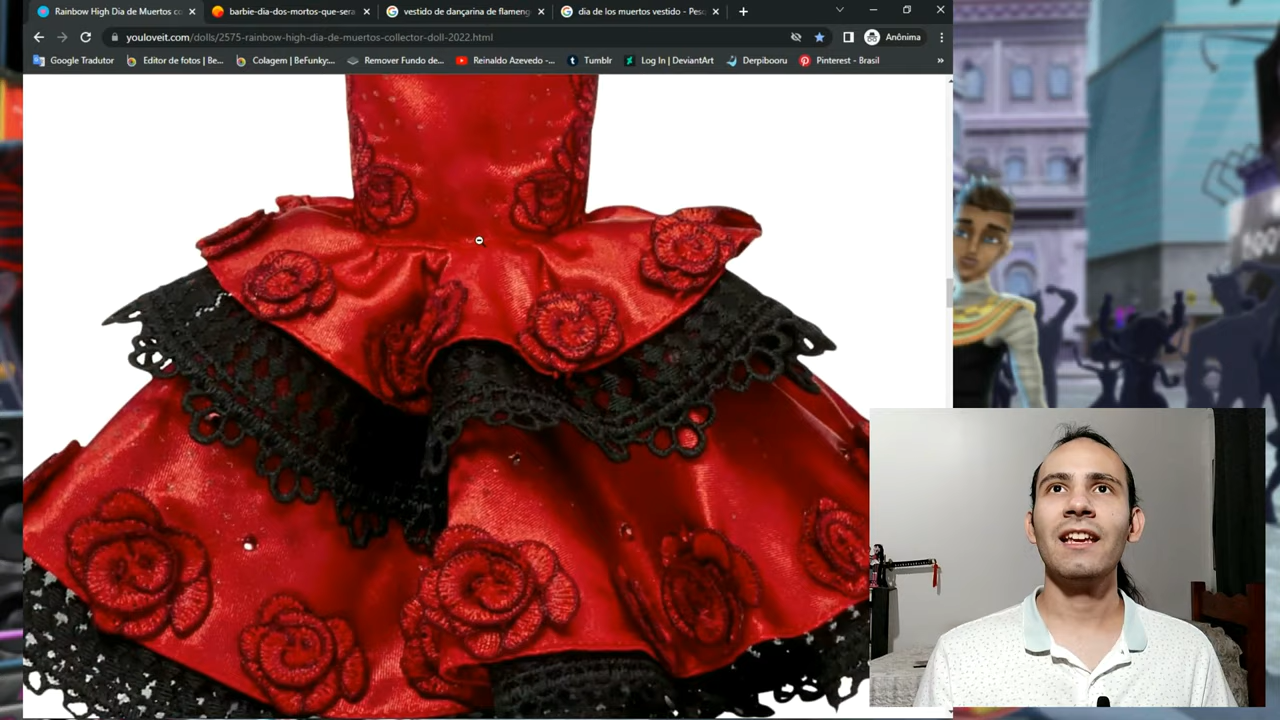 Rainbow High Dia de Muertos co
barbie-dia-dos-mortos-que-sera
vestido de dançarina de flameng
dia de los muertos vestido - Pesq
youloveit.com/dolls/2575-rainbow-high-dia-de-muertos-collector-doll-2022.html
Anônima
Google Tradutor
Editor de fotos | Be...
Colagem | BeFunky...
Remover Fundo de...
Reinaldo Azevedo -...
Tumblr
Log In | DeviantArt
Derpibooru
Pinterest - Brasil